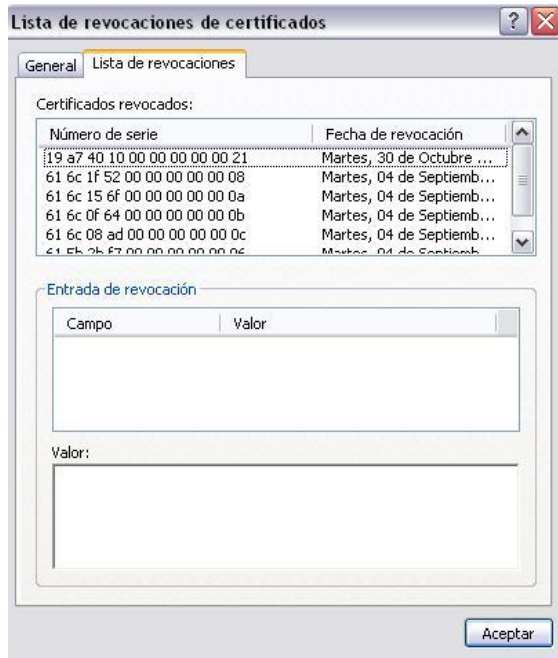 Lista de revocaciones de certificados
General Lista de revocaciones
Certificados revocados:
Número de serie Fecha de revocación
19 a7 40 10 00 00 00 00 00 21 Martes, 30 de Octubre ...
61 6c 1f 52 00 00 00 00 00 08 Martes, 04 de Septiemb...
61 6c 15 6f 00 00 00 00 00 0a Martes, 04 de Septiemb...
61 6c 0f 64 00 00 00 00 00 0b Martes, 04 de Septiemb...
61 6c 08 ad 00 00 00 00 00 0c Martes, 04 de Septiemb...
Martes, 04 de Septiemb...
Entrada de revocación
Campo Valor
Valor:
Aceptar